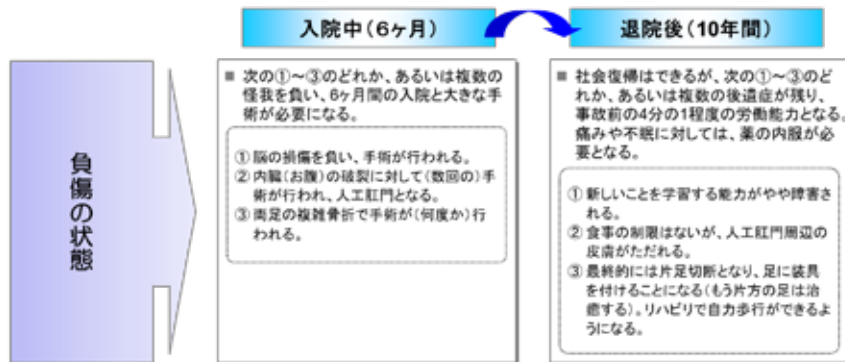 入院中（６ヶ月）
退院後（10年間）
負傷の状態
■ 次の①～③のどれか、あるいは複数の
怪我を負い、6ヶ月間の入院と大きな手
術が必要になる。
① 脳の損傷を負い、手術が行われる。
② 内臓（お腹）の破裂に対して（数回の）手
術が行われ、人工肛門となる。
③ 両足の複雑骨折で手術が（何度か）行
われる。
■ 社会復帰はできるが、次の①～③のど
れか、あるいは複数の後遺症が残り、
事故前の4分の1程度の労働能力となる。
痛みや不眠に対しては、薬の内服が必
要となる。
① 新しいことを学習する能力がやや障害さ
れる。
② 食事の制限はないが、人工肛門周辺の
皮膚がただれる。
③ 最終的には片足切断となり、足に装具
を付けることになる（もう片方の足は治
癒する）。リハビリで自力歩行ができるよ
うになる。